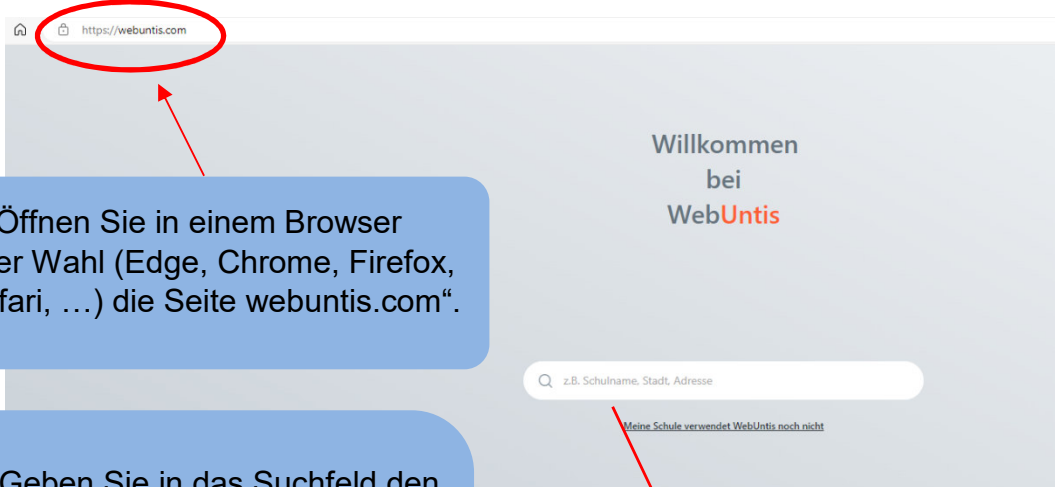 https://webuntis.com
Willkommen
bei
WebUntis
Öffnen Sie in einem Browser
er Wahl (Edge, Chrome, Firefox,
fari, …) die Seite webuntis.com“.
z.B. Schulname, Stadt, Adresse
Meine Schule verwendet WebUntis noch nicht
Geben Sie in das Suchfeld den